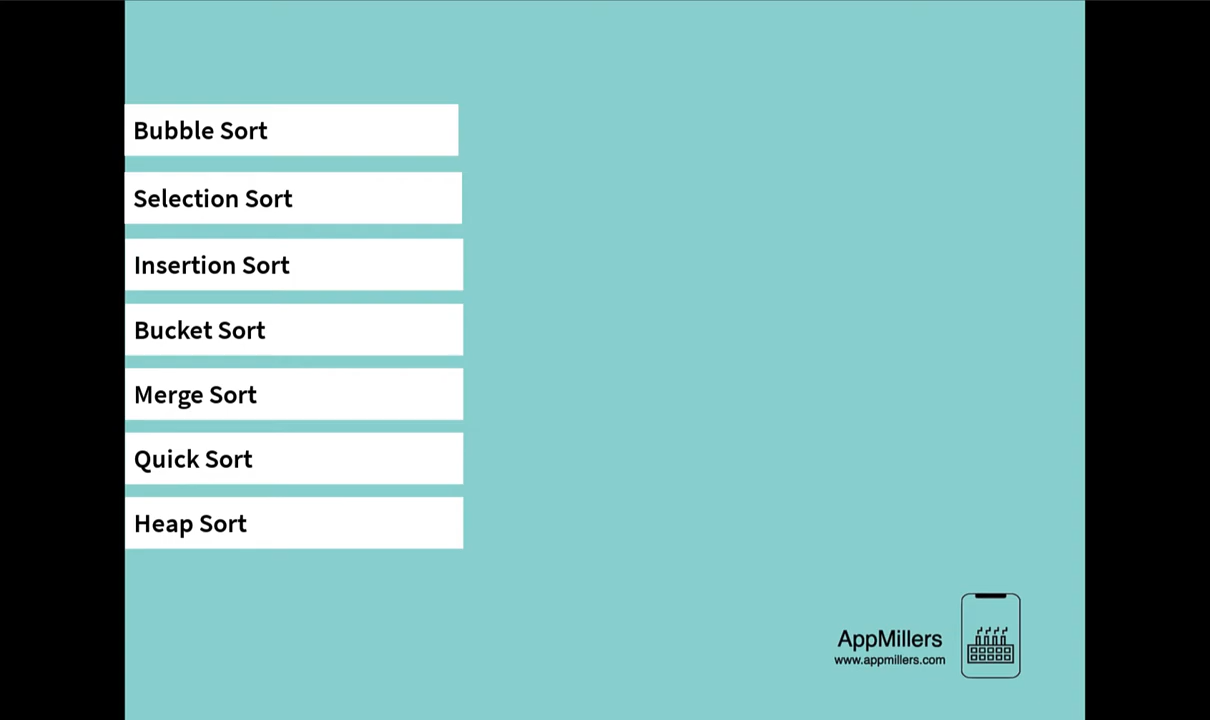 Bubble Sort
Selection Sort
Insertion Sort
Bucket Sort
Merge Sort
Quick Sort
Heap Sort
AppMillers
www.appmillers.com